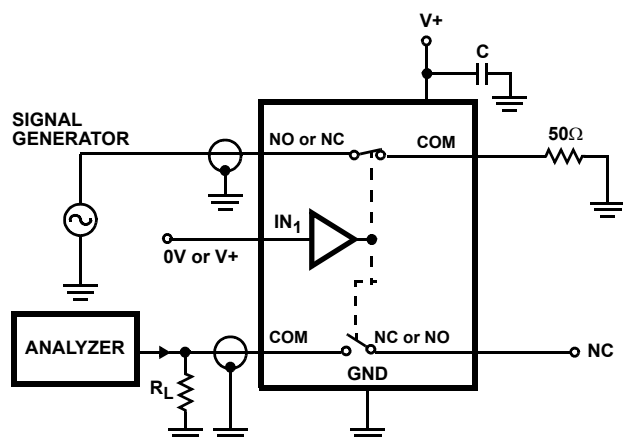 V+
C
SIGNAL
GENERATOR
NO or NC
COM
50Ω
IN1
0V or V+
ANALYZER
COM
NC or NO
NC
RL
GND